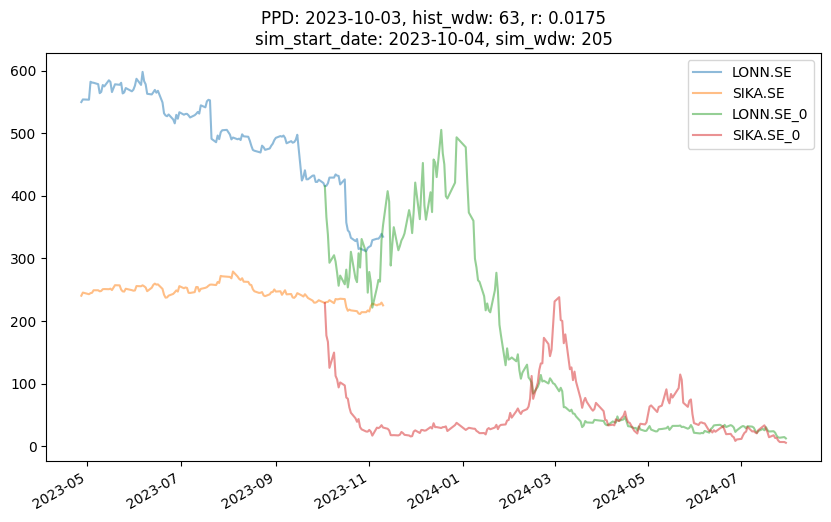 PPD: 2023-10-03, hist_wdw: 63, r: 0.0175
sim_start_date: 2023-10-04, sim_wdw: 205
LONN.SE
SIKA.SE
LONN.SE_0
SIKA.SE_0
600
500
400
300
200
100
0
2023-05
2023-07
2023-09
2023-11
2024-01
2024-03
2024-05
2024-07